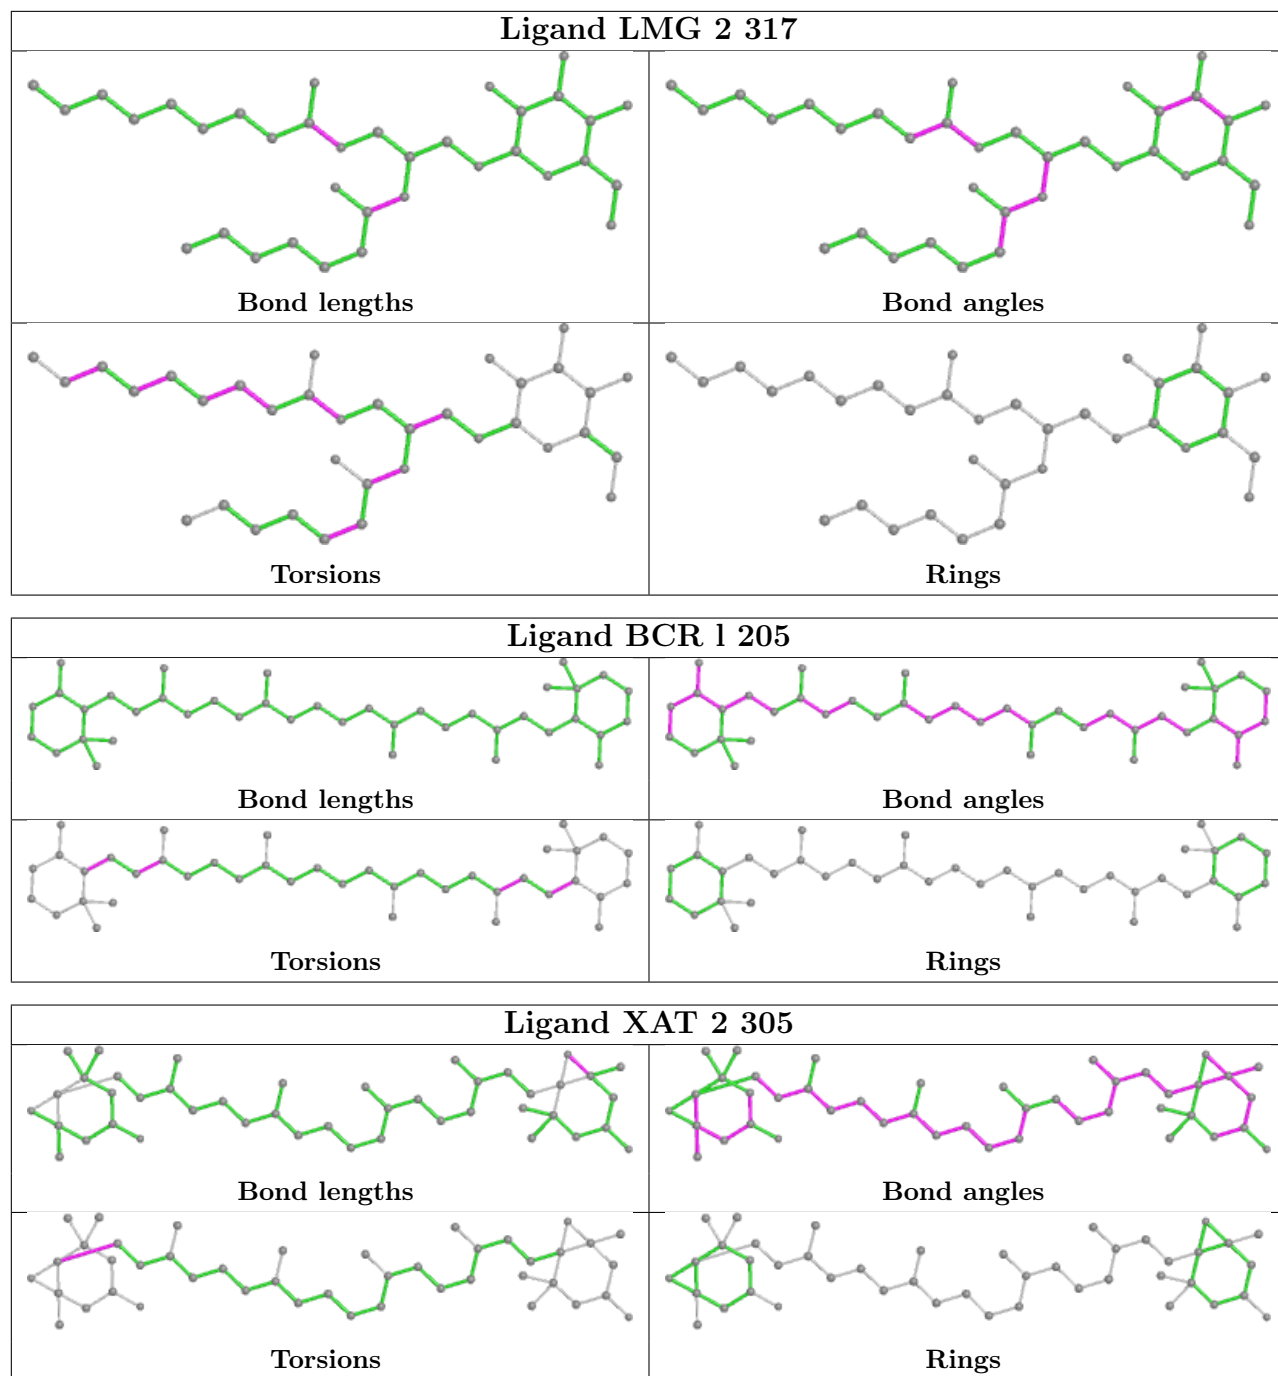 Ligand LMG 2 317
Bond lengths
Bond angles
Torsions
Rings
Ligand BCR l 205
Bond lengths
Bond angles
Torsions
Rings
Ligand XAT 2 305
Bond lengths
Bond angles
Torsions
Rings